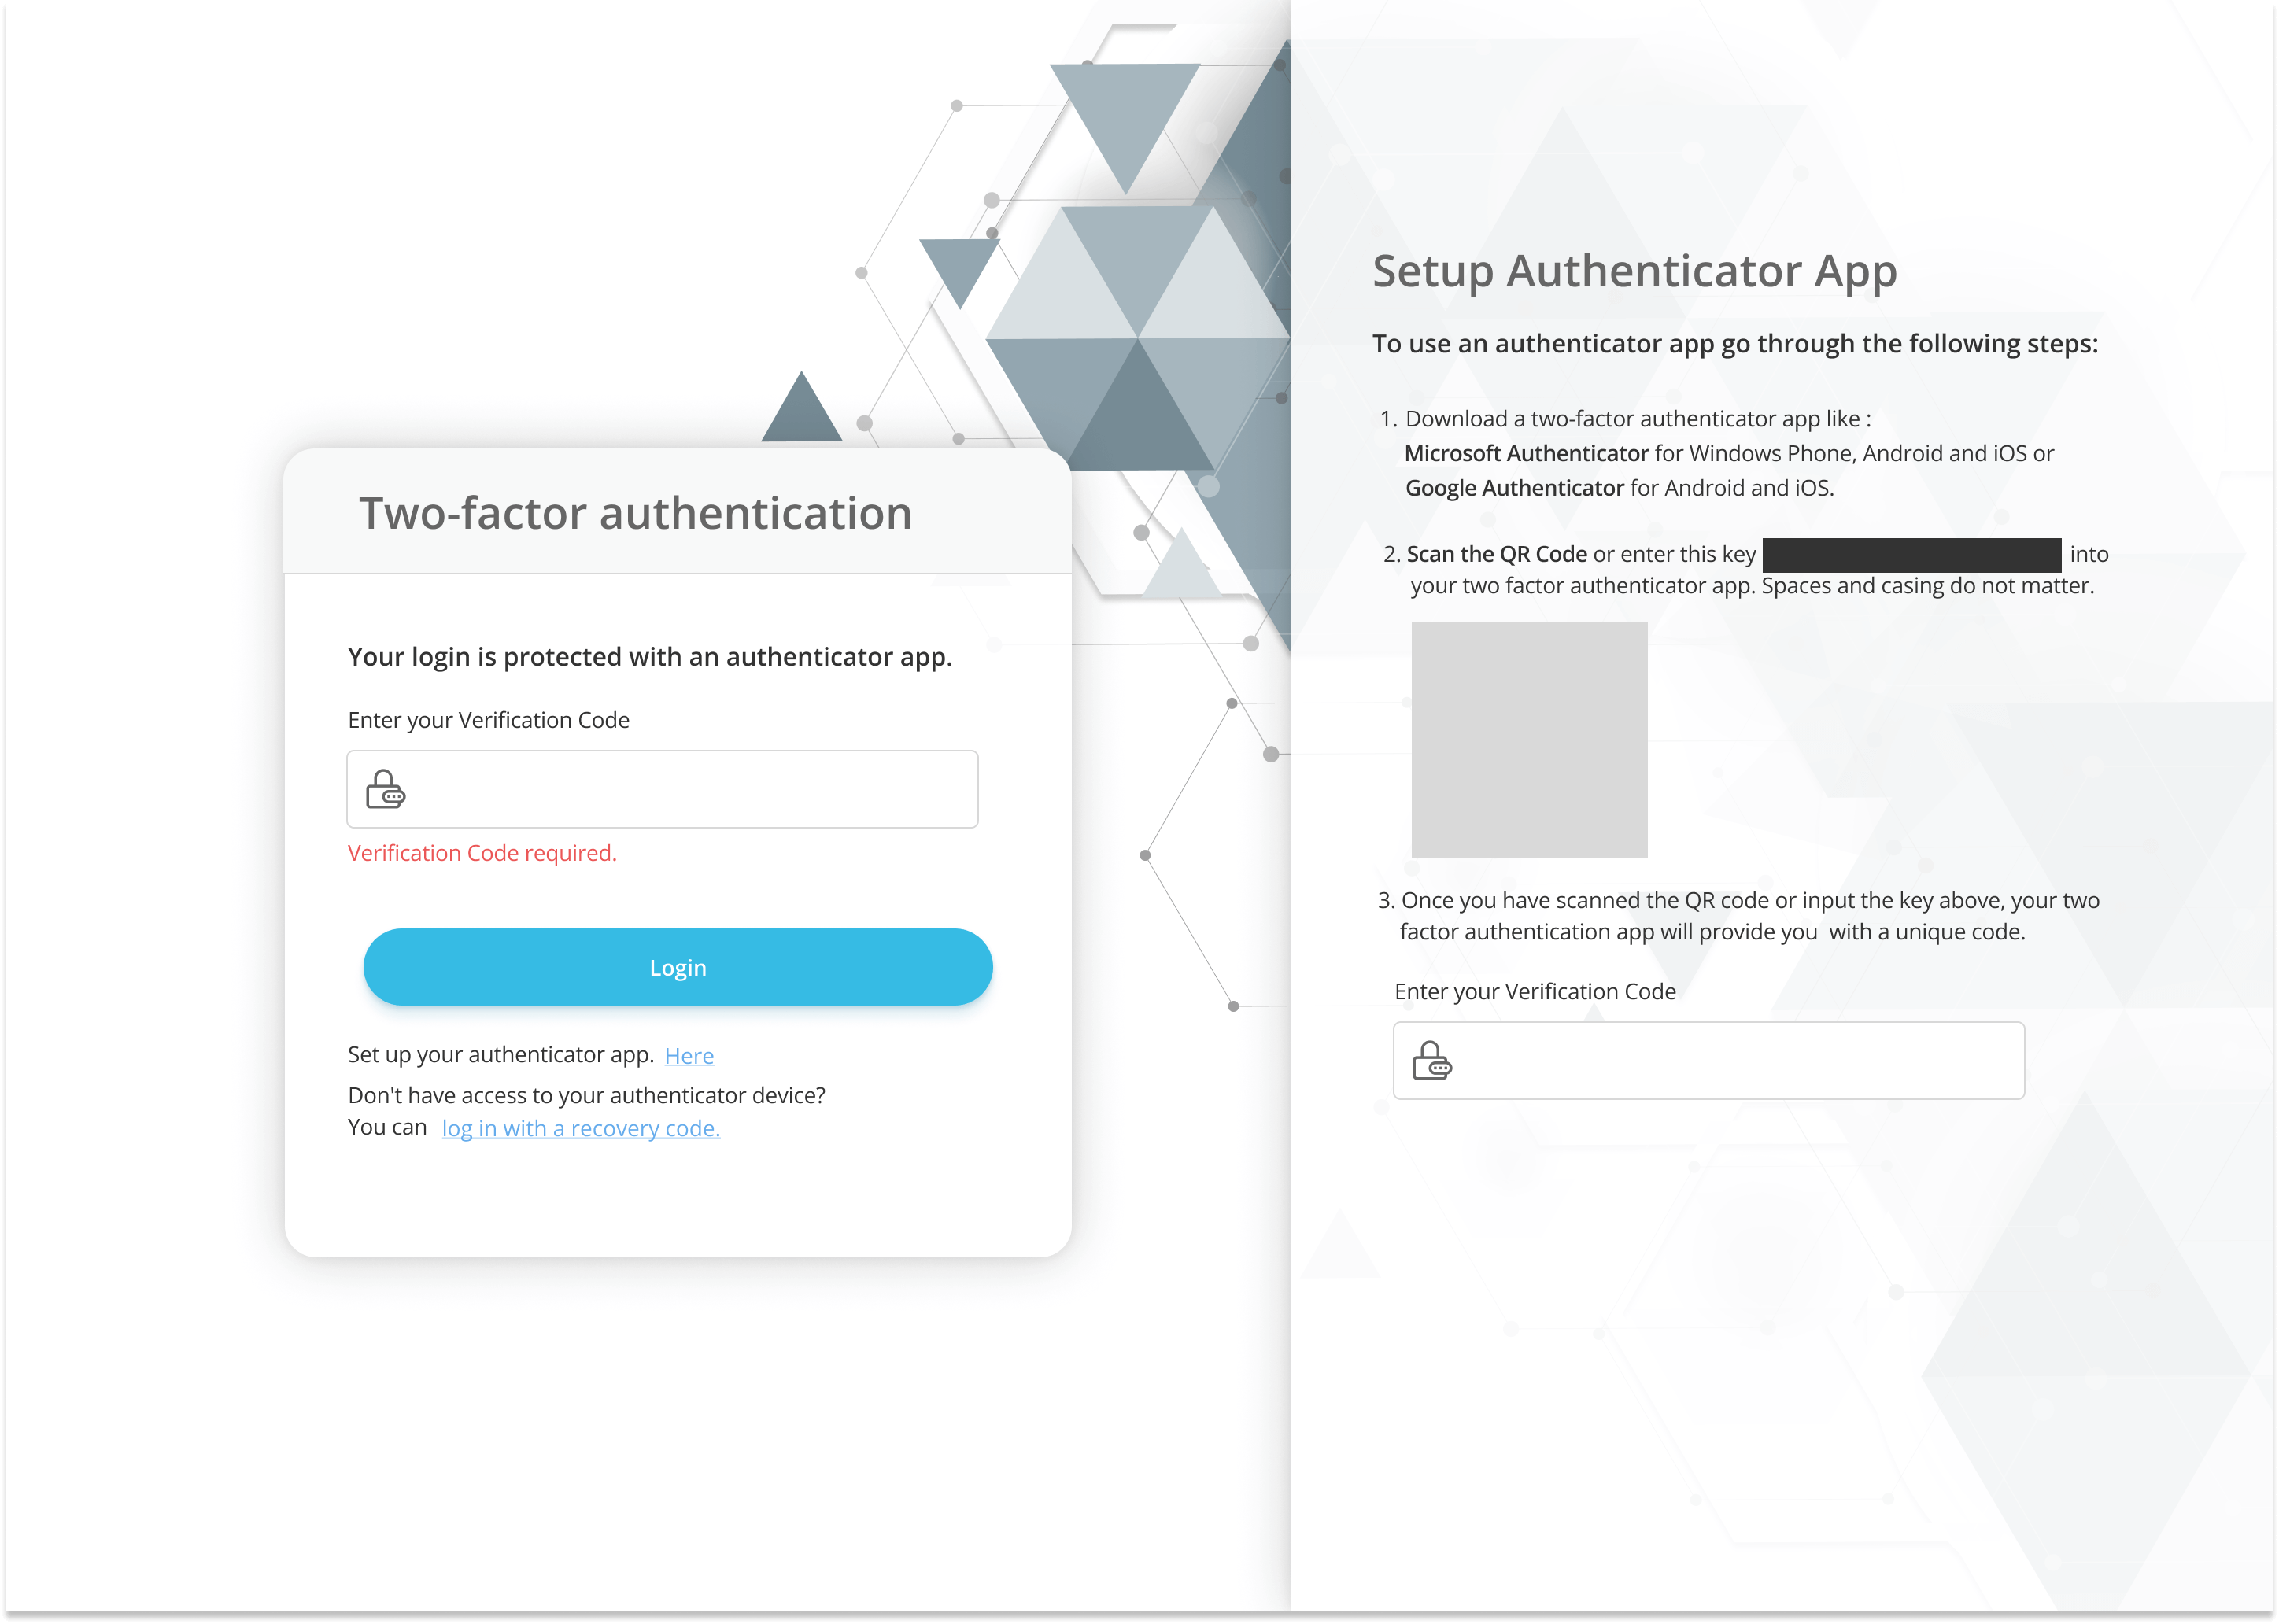 Two-factor authentication
Your login is protected with an authenticator app.
Enter your Verification Code
Verification Code required.
Login
Set up your authenticator app. Here
Don't have access to your authenticator device?
You can log in with a recovery code.
Setup Authenticator App
To use an authenticator app go through the following steps:
1. Download a two-factor authenticator app like :
Microsoft Authenticator for Windows Phone, Android and iOS or
Google Authenticator for Android and iOS.
2. Scan the QR Code or enter this key into
your two factor authenticator app. Spaces and casing do not matter.
3. Once you have scanned the QR code or input the key above, your two
factor authentication app will provide you with a unique code.
Enter your Verification Code